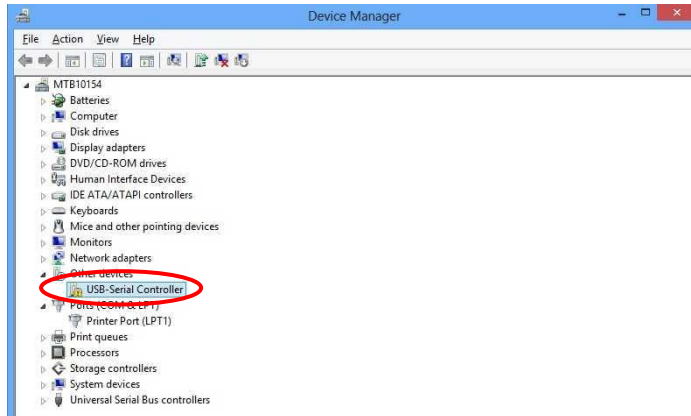 Device Manager
File Action View Help
MTB10154
Batteries
Computer
Disk drives
Display adapters
DVD/CD-ROM drives
Human Interface Devices
IDE ATA/ATAPI controllers
Keyboards
Mice and other pointing devices
Monitors
Network adapters
Other devices
USB-Serial Controller
Ports (COM & LPT)
Printer Port (LPT1)
Print queues
Processors
Storage controllers
System devices
Universal Serial Bus controllers